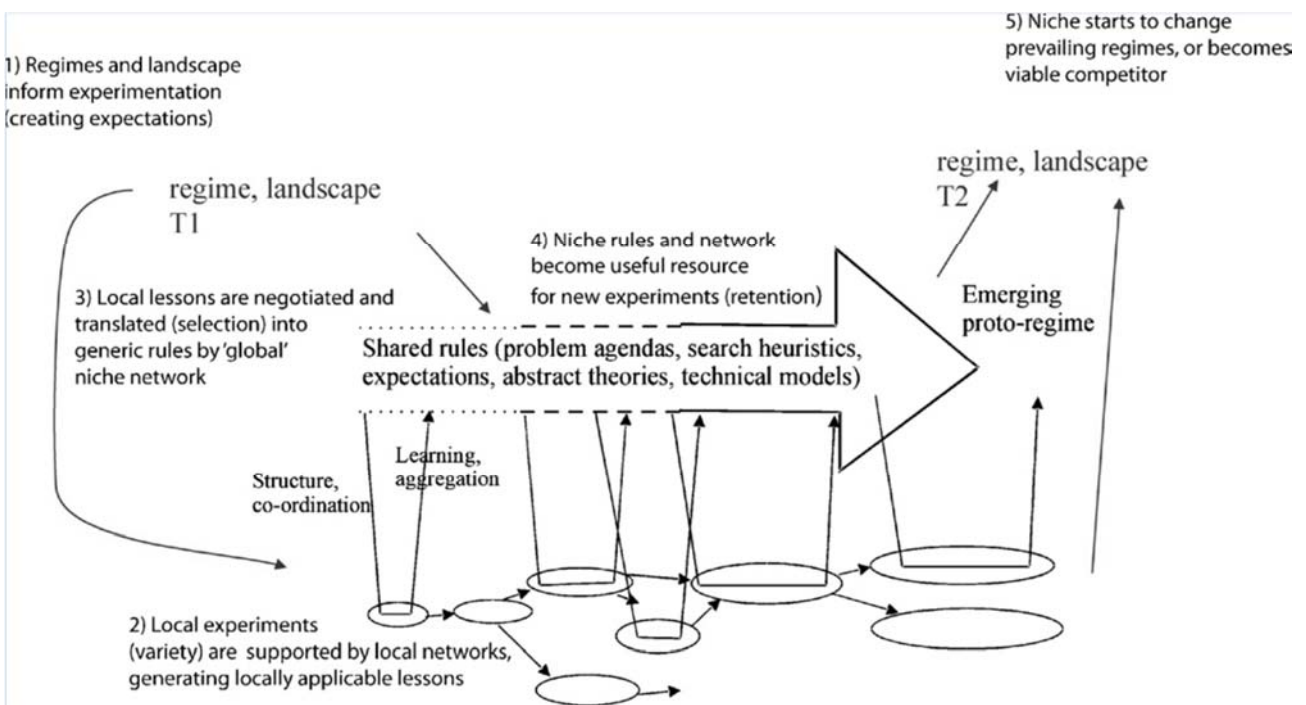 5) Niche starts to change
prevailing regimes, or becomes
viable competitor
1) Regimes and landscape
inform experimentation
(creating expectations)
regime, landscape
T1
regime, landscape
T2
4) Niche rules and network
become useful resource
for new experiments (retention)
3) Local lessons are negotiated and
translated (selection) into
generic rules by 'global'
niche network
Emerging
proto-regime
Shared rules (problem agendas, search heuristics,
expectations, abstract theories, technical models)
Learning,
aggregation
Structure,
co-ordination
2) Local experiments
(variety) are supported by local networks,
generating locally applicable lessons